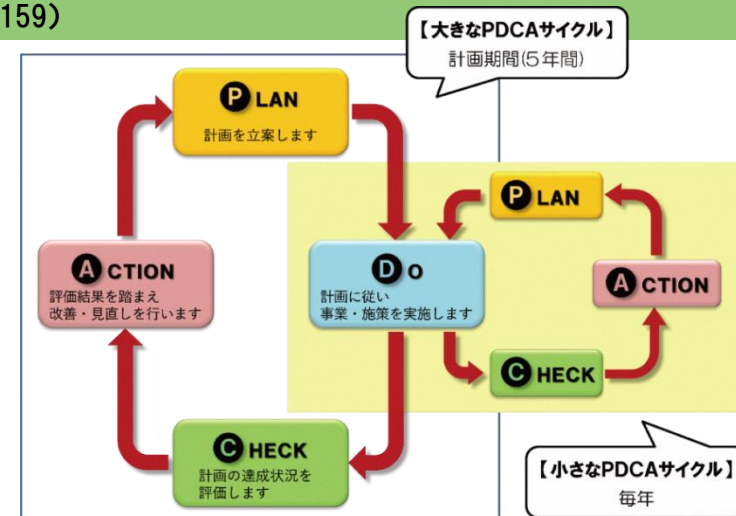 159)
【大きなPDCAサイクル】
計画期間(5年間)
PLAN
計画を立案します
PLAN
ACTION
評価結果を踏まえ
改善・見直しを行います
DO
計画に従い
事業・施策を実施します
ACTION
CHECK
CHECK
計画の達成状況を
評価します
【小さなPDCAサイクル】
毎年